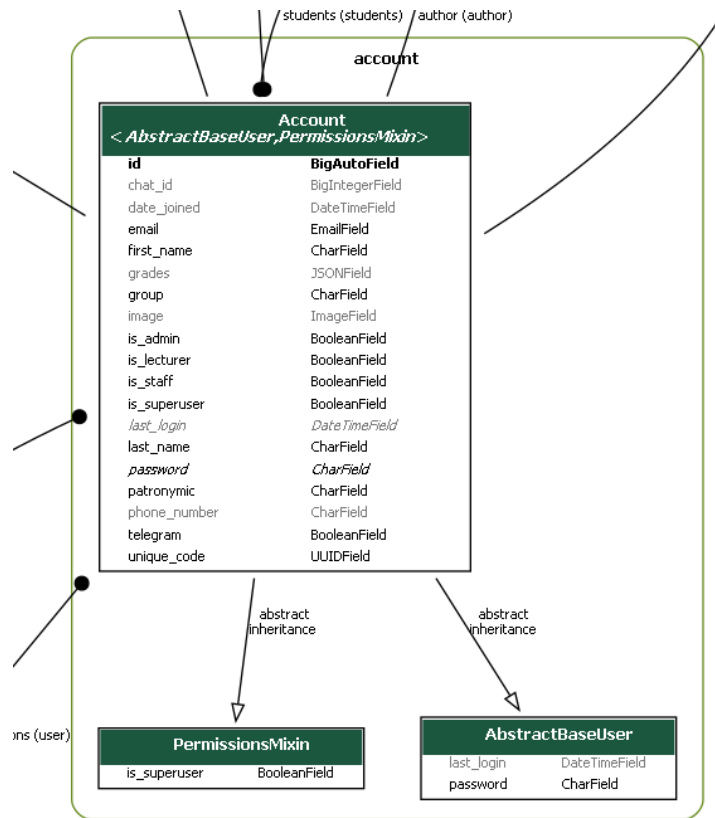 students (students) author (author)
account
Account
<AbstractBaseUser,PermissionsMixin>
id BigAutoField
chat_id BigIntegerField
date_joined DateTimeField
email EmailField
first_name CharField
grades JSONField
group CharField
image ImageField
is_admin BooleanField
is_lecturer BooleanField
is_staff BooleanField
is_superuser BooleanField
last_login DateTimeField
last_name CharField
password CharField
patronymic CharField
phone_number CharField
telegram BooleanField
unique_code UUIDField
abstract
inheritance
abstract
inheritance
ons (user)
PermissionsMixin
is_superuser BooleanField
AbstractBaseUser
last_login DateTimeField
password CharField